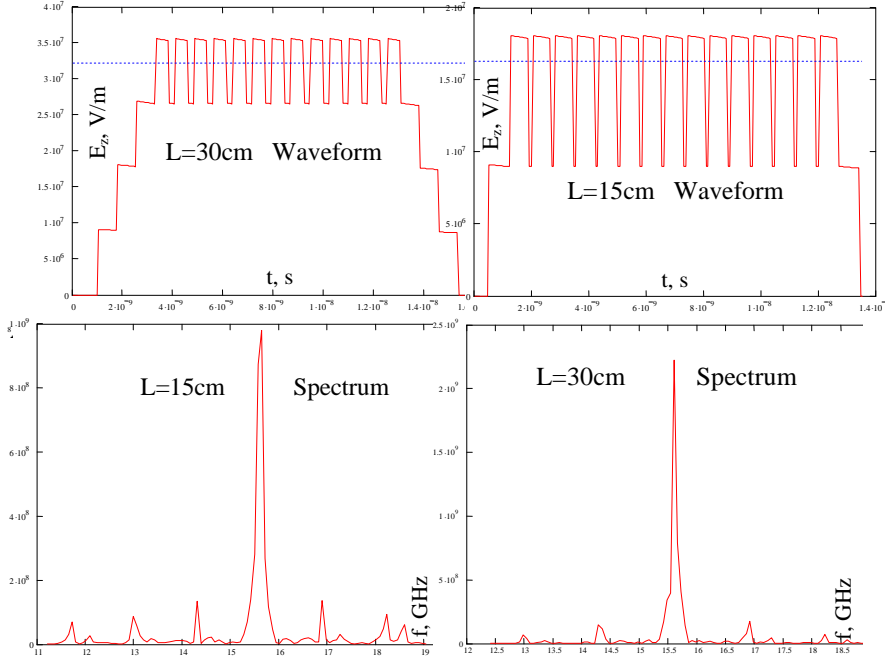 4·10⁷
3.5·10⁷
3·10⁷
2.5·10⁷
2·10⁷
1.5·10⁷
1·10⁷
5·10⁶
0
E_z, V/m
L=30cm Waveform
t, s
0 2·10⁻⁹ 4·10⁻⁹ 6·10⁻⁹ 8·10⁻⁹ 1·10⁻⁸ 1.2·10⁻⁸ 1.4·10⁻⁸
2·10⁷
1.5·10⁷
1·10⁷
5·10⁶
0
E_z, V/m
L=15cm Waveform
t, s
0 2·10⁻⁹ 4·10⁻⁹ 6·10⁻⁹ 8·10⁻⁹ 1·10⁻⁸ 1.2·10⁻⁸ 1.4·10⁻⁸
1·10⁹
8·10⁸
6·10⁸
4·10⁸
2·10⁸
0
L=15cm Spectrum
f, GHz
11 12 13 14 15 16 17 18 19
2.5·10⁹
2·10⁹
1.5·10⁹
1·10⁹
5·10⁸
0
L=30cm Spectrum
f, GHz
12 12.5 13 13.5 14 14.5 15 15.5 16 16.5 17 17.5 18 18.5